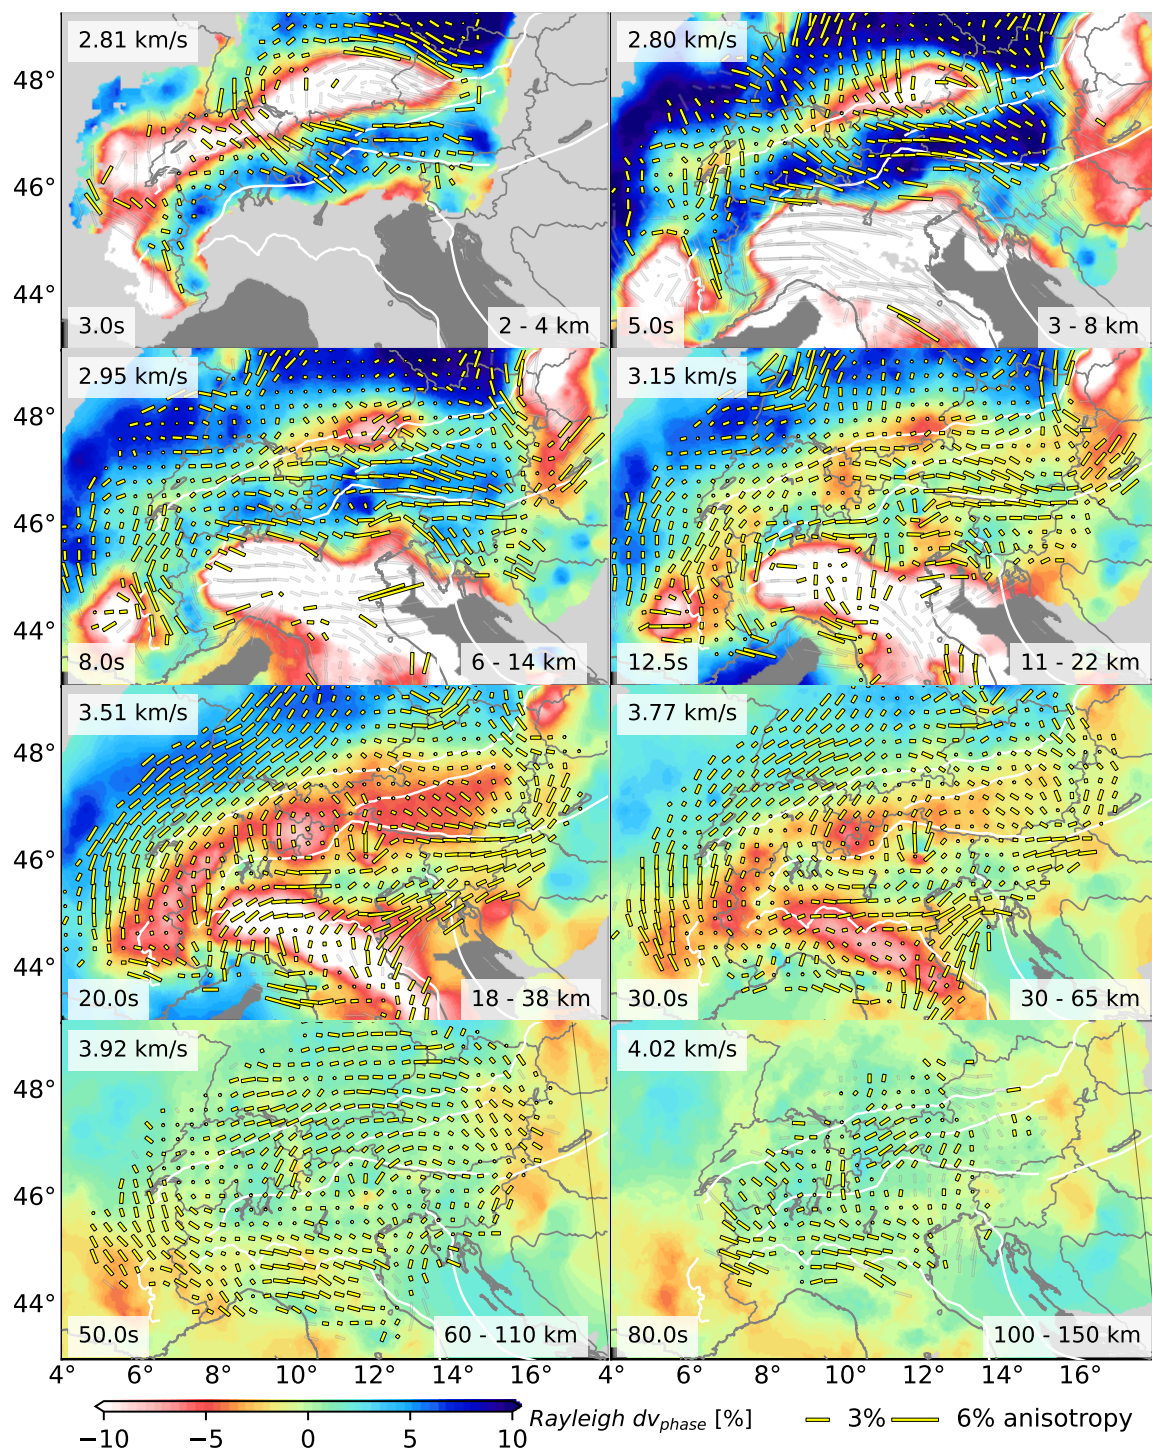 2.81 km/s
2.80 km/s
48°
46°
44°
3.0s
2 - 4 km
5.0s
3 - 8 km
2.95 km/s
3.15 km/s
48°
46°
44°
8.0s
6 - 14 km
12.5s
11 - 22 km
3.51 km/s
3.77 km/s
48°
46°
44°
20.0s
18 - 38 km
30.0s
30 - 65 km
3.92 km/s
4.02 km/s
48°
46°
44°
50.0s
60 - 110 km
80.0s
100 - 150 km
4° 6° 8° 10° 12° 14° 16° 4° 6° 8° 10° 12° 14° 16°
Rayleigh dv_phase [%]
3% 6% anisotropy
−10 −5 0 5 10